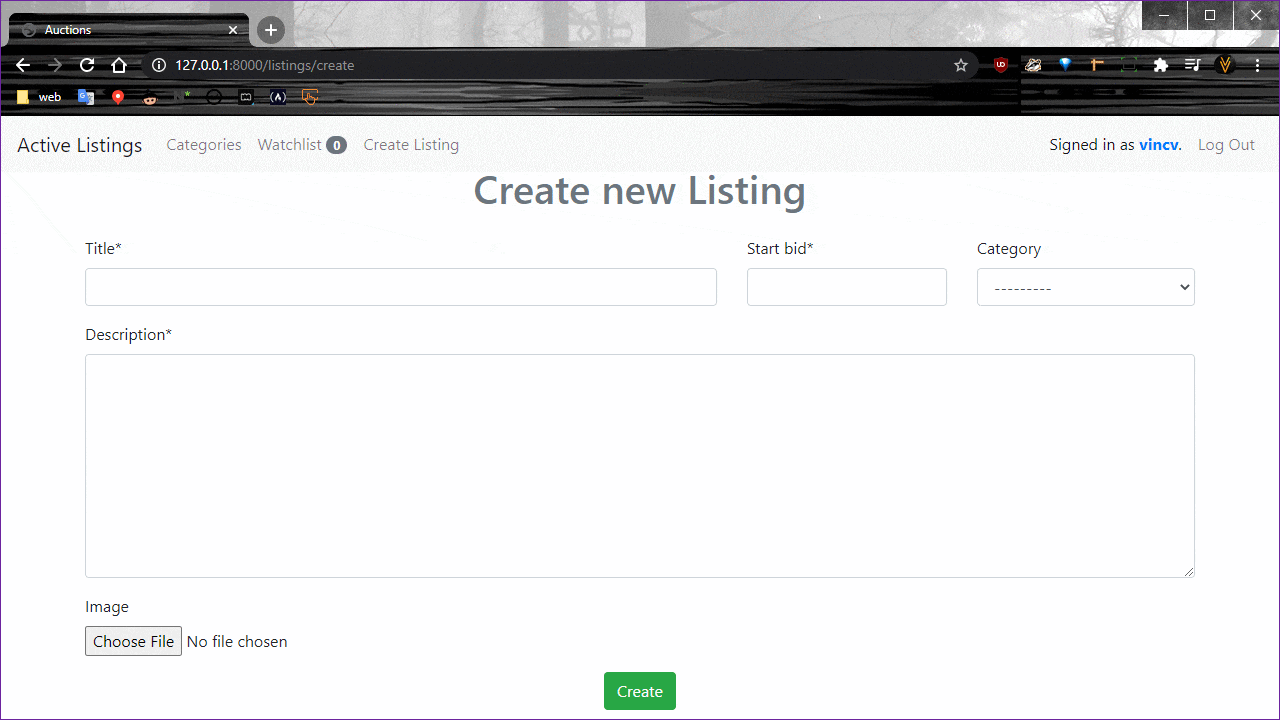 Auctions
127.0.0.1:8000/listings/create
web
Active Listings Categories Watchlist 0 Create Listing Signed in as vincv. Log Out
Create new Listing
Title* Start bid* Category
---------
Description*
Image
Choose File No file chosen
Create